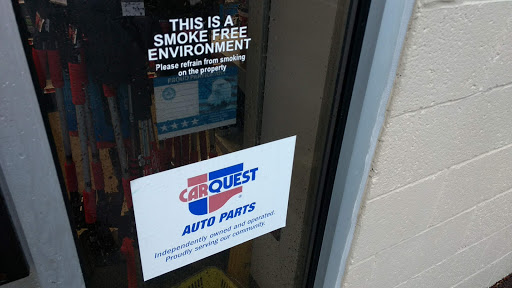 THIS IS A
SMOKE FREE
ENVIRONMENT
Please refrain from smoking
on the property
CARQUEST
AUTO PARTS
Independently owned and operated.
Proudly serving our community.